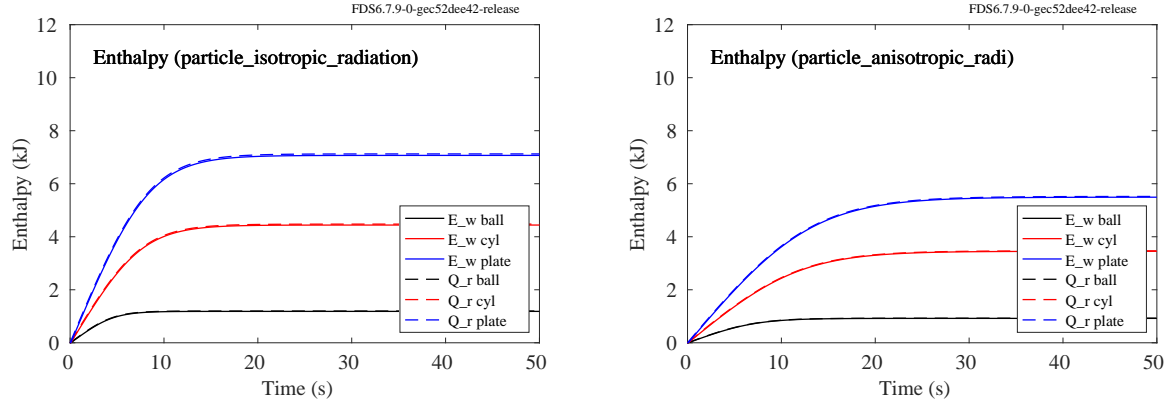 FDS6.7.9-0-gec52dee42-release
12
10
8
6
4
2
0
Enthalpy (kJ)
Enthalpy (particle_isotropic_radiation)
E_w ball
E_w cyl
E_w plate
Q_r ball
Q_r cyl
Q_r plate
0 10 20 30 40 50
Time (s)
FDS6.7.9-0-gec52dee42-release
12
10
8
6
4
2
0
Enthalpy (kJ)
Enthalpy (particle_anisotropic_radi)
E_w ball
E_w cyl
E_w plate
Q_r ball
Q_r cyl
Q_r plate
0 10 20 30 40 50
Time (s)